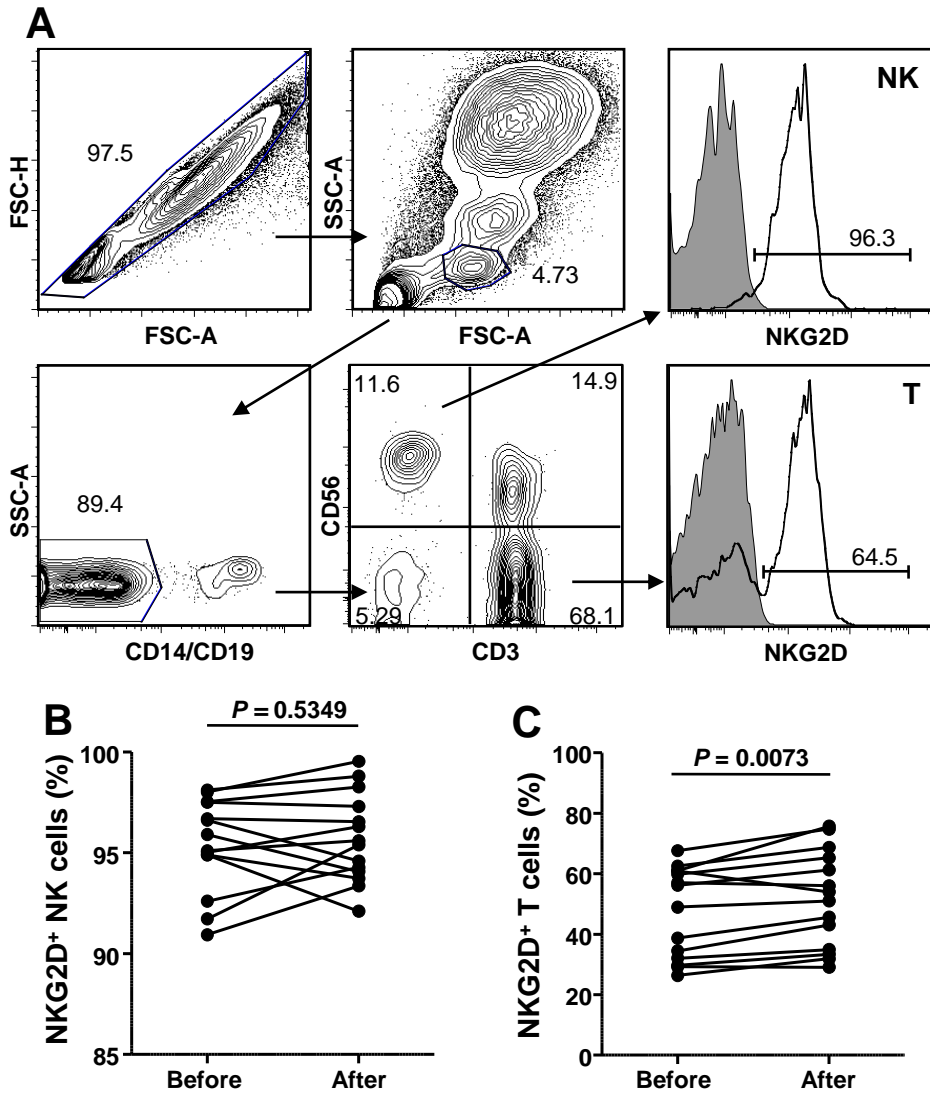 A
FSC-H
97.5
FSC-A
SSC-A
4.73
FSC-A
NK
96.3
NKG2D
SSC-A
89.4
CD14/CD19
CD56
11.6
14.9
5.29
68.1
CD3
T
64.5
NKG2D
B
P = 0.5349
NKG2D⁺ NK cells (%)
100
95
90
85
Before
After
C
P = 0.0073
NKG2D⁺ T cells (%)
100
80
60
40
20
0
Before
After